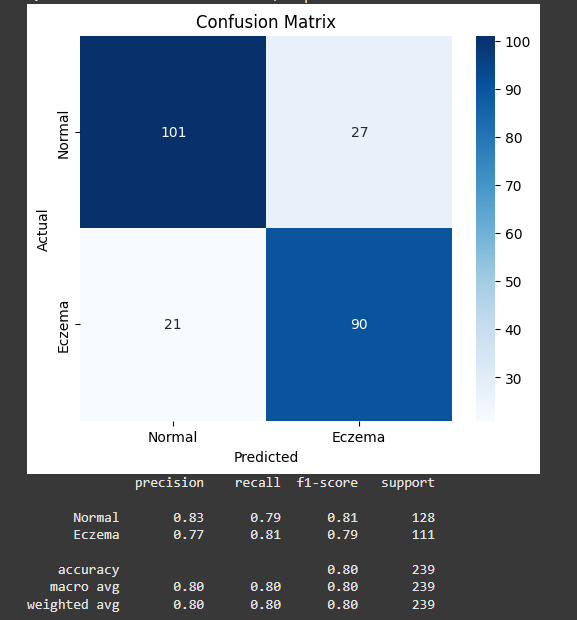 Confusion Matrix
100
Normal
101
27
90
80
70
Actual
60
50
Eczema
21
90
40
30
Normal
Eczema
Predicted
precision recall f1-score support
Normal 0.83 0.79 0.81 128
Eczema 0.77 0.81 0.79 111
accuracy 0.80 239
macro avg 0.80 0.80 0.80 239
weighted avg 0.80 0.80 0.80 239